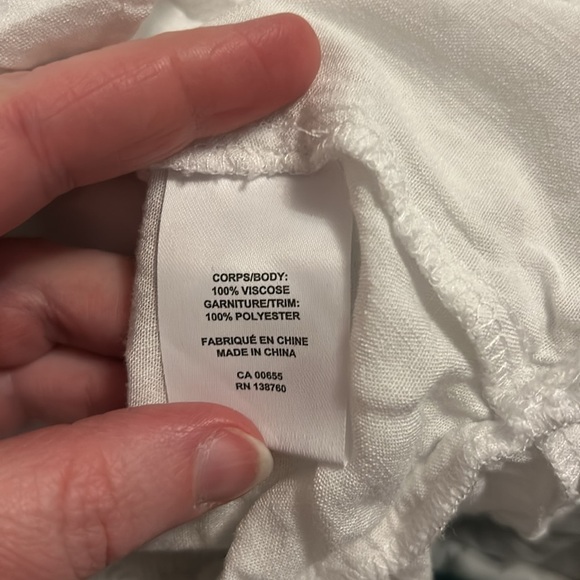 CORPS/BODY:
100% VISCOSE
GARNITURE/TRIM:
100% POLYESTER
FABRIQUÉ EN CHINE
MADE IN CHINA
CA 00655
RN 138760